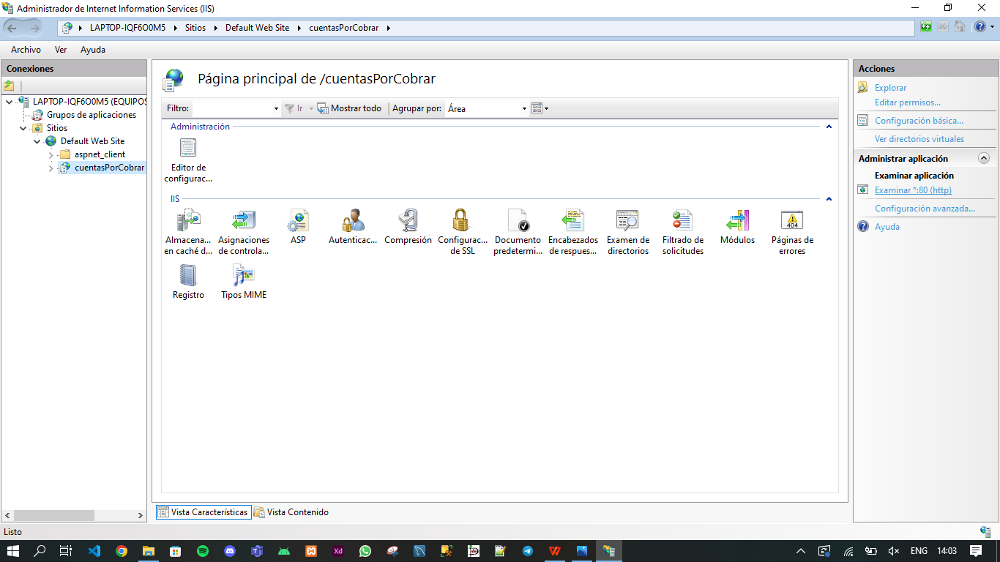 Administrador de Internet Information Services (IIS)
LAPTOP-IQF6O0M5 Sitios Default Web Site cuentasPorCobrar
Archivo Ver Ayuda
Conexiones
LAPTOP-IQF6O0M5 (EQUIPOS
Grupos de aplicaciones
Sitios
Default Web Site
aspnet_client
cuentasPorCobrar
Página principal de /cuentasPorCobrar
Filtro: Ir Mostrar todo Agrupar por: Área
Administración
Editor de
configurac...
IIS
Almacena...
en caché d...
Asignaciones
de controla...
ASP
Autenticac...
Compresión
Configurac...
de SSL
Documento
predetermi...
Encabezados
de respues...
Examen de
directorios
Filtrado de
solicitudes
Módulos
404
Páginas de
errores
Registro
Tipos MIME
Vista Características
Vista Contenido
Acciones
Explorar
Editar permisos...
Configuración básica...
Ver directorios virtuales
Administrar aplicación
Examinar aplicación
Examinar *:80 (http)
Configuración avanzada...
Ayuda
Listo
Xd
ENG 14:03